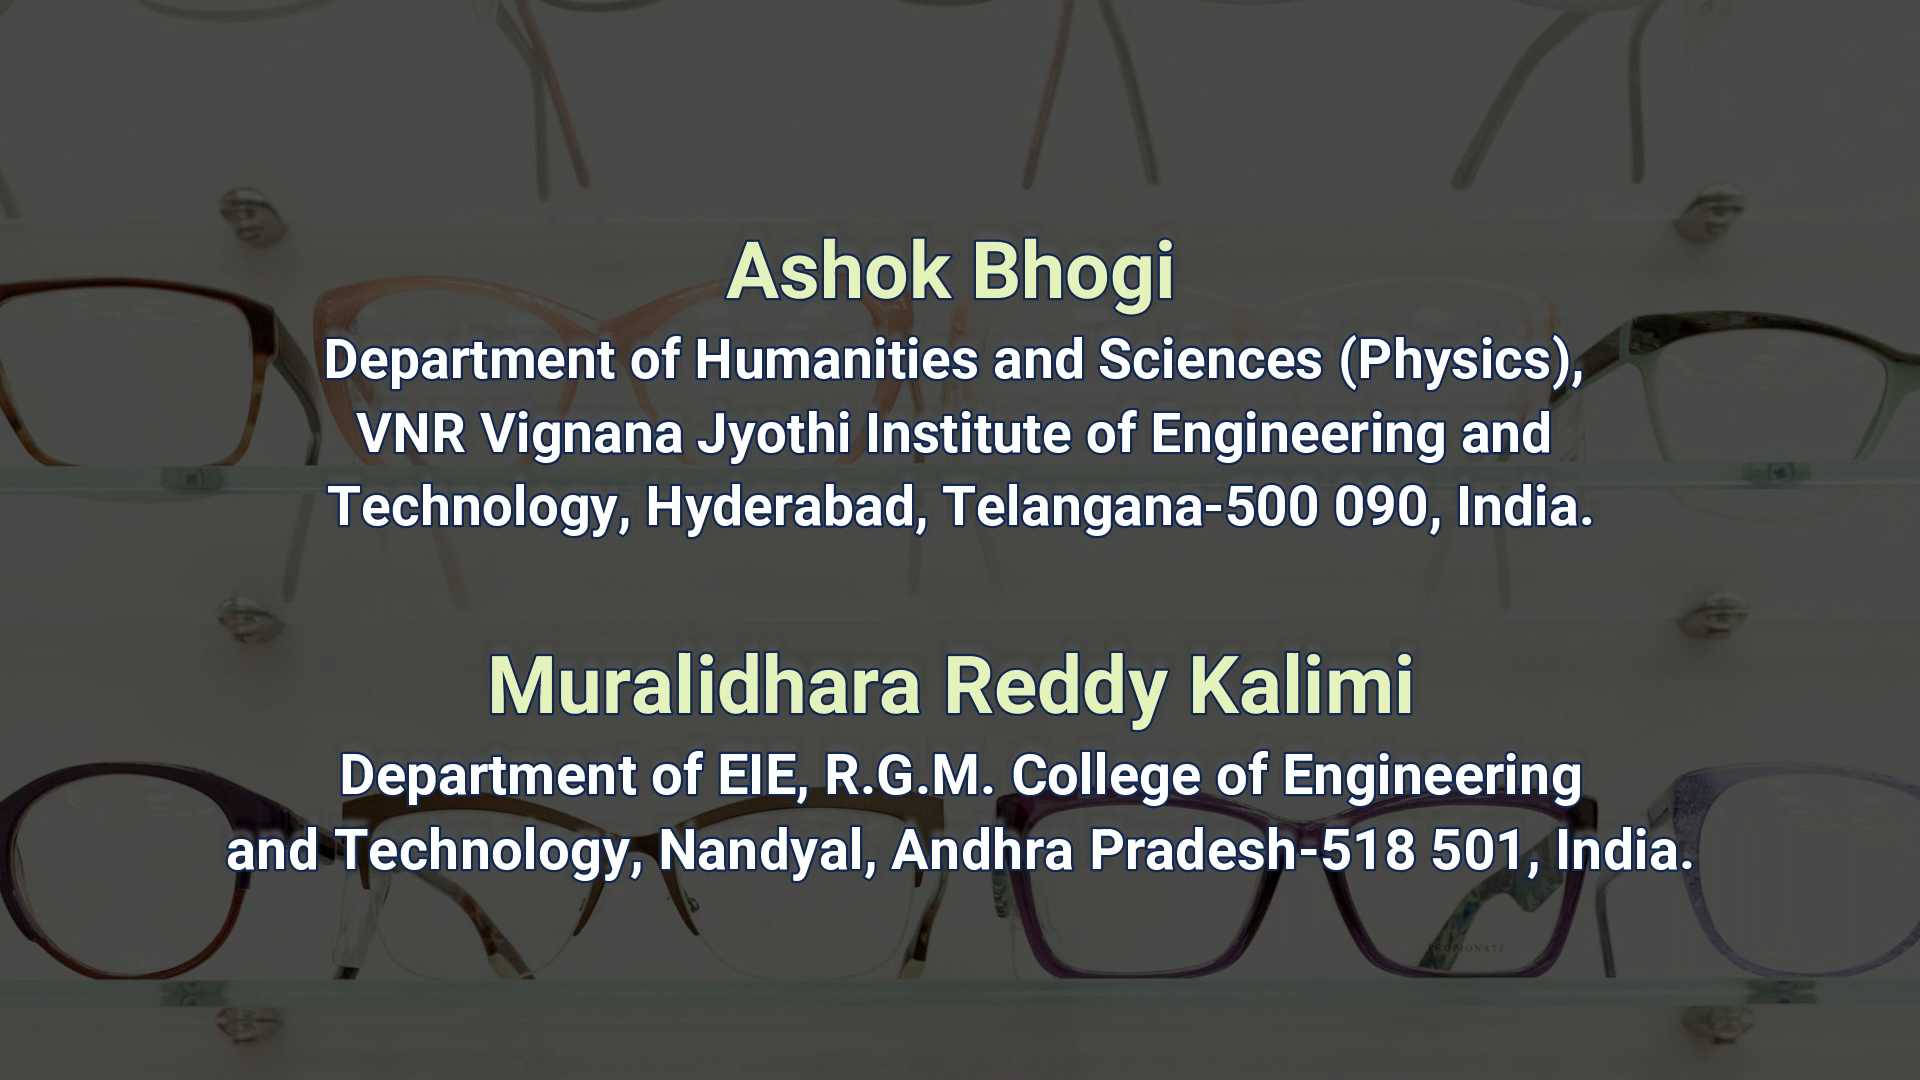 Ashok Bhogi
Department of Humanities and Sciences (Physics),
VNR Vignana Jyothi Institute of Engineering and
Technology, Hyderabad, Telangana-500 090, India.
Muralidhara Reddy Kalimi
Department of EIE, R.G.M. College of Engineering
and Technology, Nandyal, Andhra Pradesh-518 501, India.